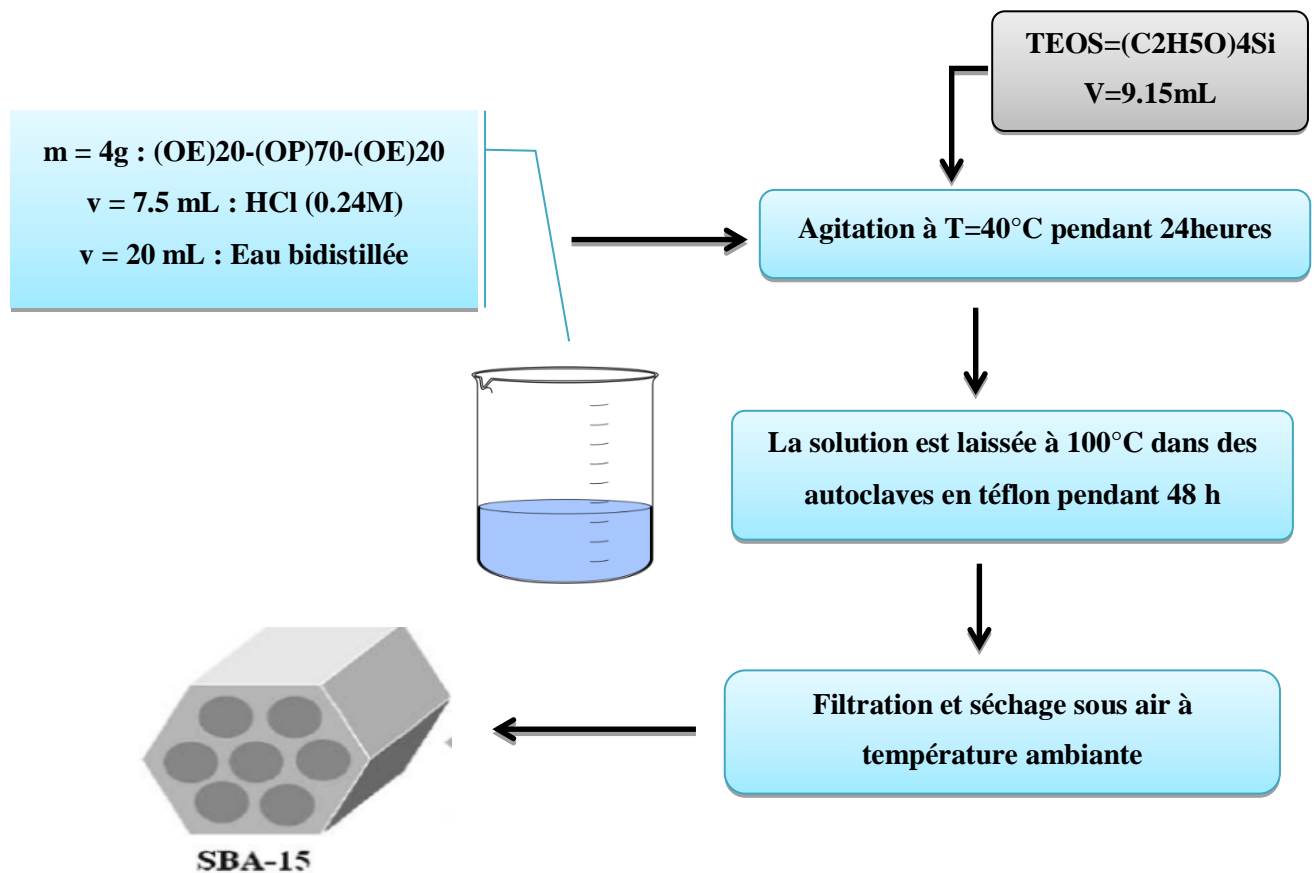 TEOS=(C2H5O)4Si
V=9.15mL
m = 4g : (OE)20-(OP)70-(OE)20
v = 7.5 mL : HCl (0.24M)
v = 20 mL : Eau bidistillée
Agitation à T=40°C pendant 24heures
La solution est laissée à 100°C dans des
autoclaves en téflon pendant 48 h
Filtration et séchage sous air à
température ambiante
SBA-15